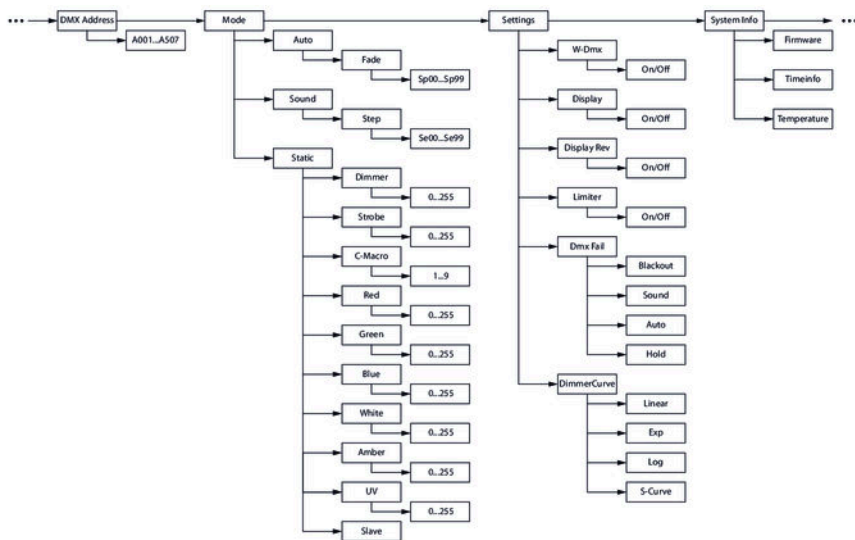 DMX Address
A001...A507
Mode
Auto
Fade
Sp00...Sp99
Sound
Step
Se00...Se99
Static
Dimmer
0...255
Strobe
0...255
C-Macro
1...9
Red
0...255
Green
0...255
Blue
0...255
White
0...255
Amber
0...255
UV
0...255
Slave
Settings
W-Dmx
On/Off
Display
On/Off
Display Rev
On/Off
Limiter
On/Off
Dmx Fail
Blackout
Sound
Auto
Hold
DimmerCurve
Linear
Exp
Log
S-Curve
System Info
Firmware
Timeinfo
Temperature